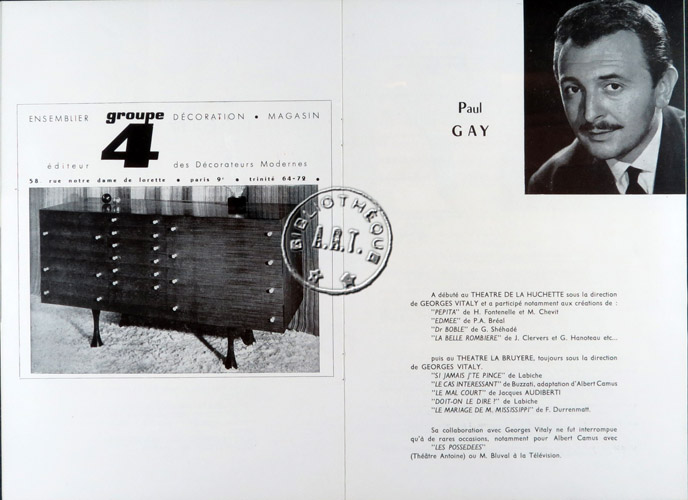 ENSEMBLIER groupe DÉCORATION • MAGASIN
4
éditeur des Décorateurs Modernes
58. rue notre dame de lorette • paris 9e • trinité 64-72 •
BIBLIOTHÈQUE
A.R.T.
Paul
GAY
A débuté au THEATRE DE LA HUCHETTE sous la direction
de GEORGES VITALY et a participé notamment aux créations de :
"PEPITA" de H. Fontenelle et M. Chevit
"EDMEE" de P.A. Bréal
"Dr BOBLE" de G. Shéhadé
"LA BELLE ROMBIERE" de J. Clervers et G. Hanoteau etc...
puis au THEATRE LA BRUYERE, toujours sous la direction
de GEORGES VITALY.
"SI JAMAIS J'TE PINCE" de Labiche
"LE CAS INTERESSANT" de Buzzati, adaptation d'Albert Camus
"LE MAL COURT" de Jacques AUDIBERTI
"DOIT-ON LE DIRE ?" de Labiche
"LE MARIAGE DE M. MISSISSIPPI" de F. Durrenmatt.
Sa collaboration avec Georges Vitaly ne fut interrompue
qu'à de rares occasions, notamment pour Albert Camus avec
"LES POSSEDEES"
(Théâtre Antoine) ou M. Bluval à la Télévision.